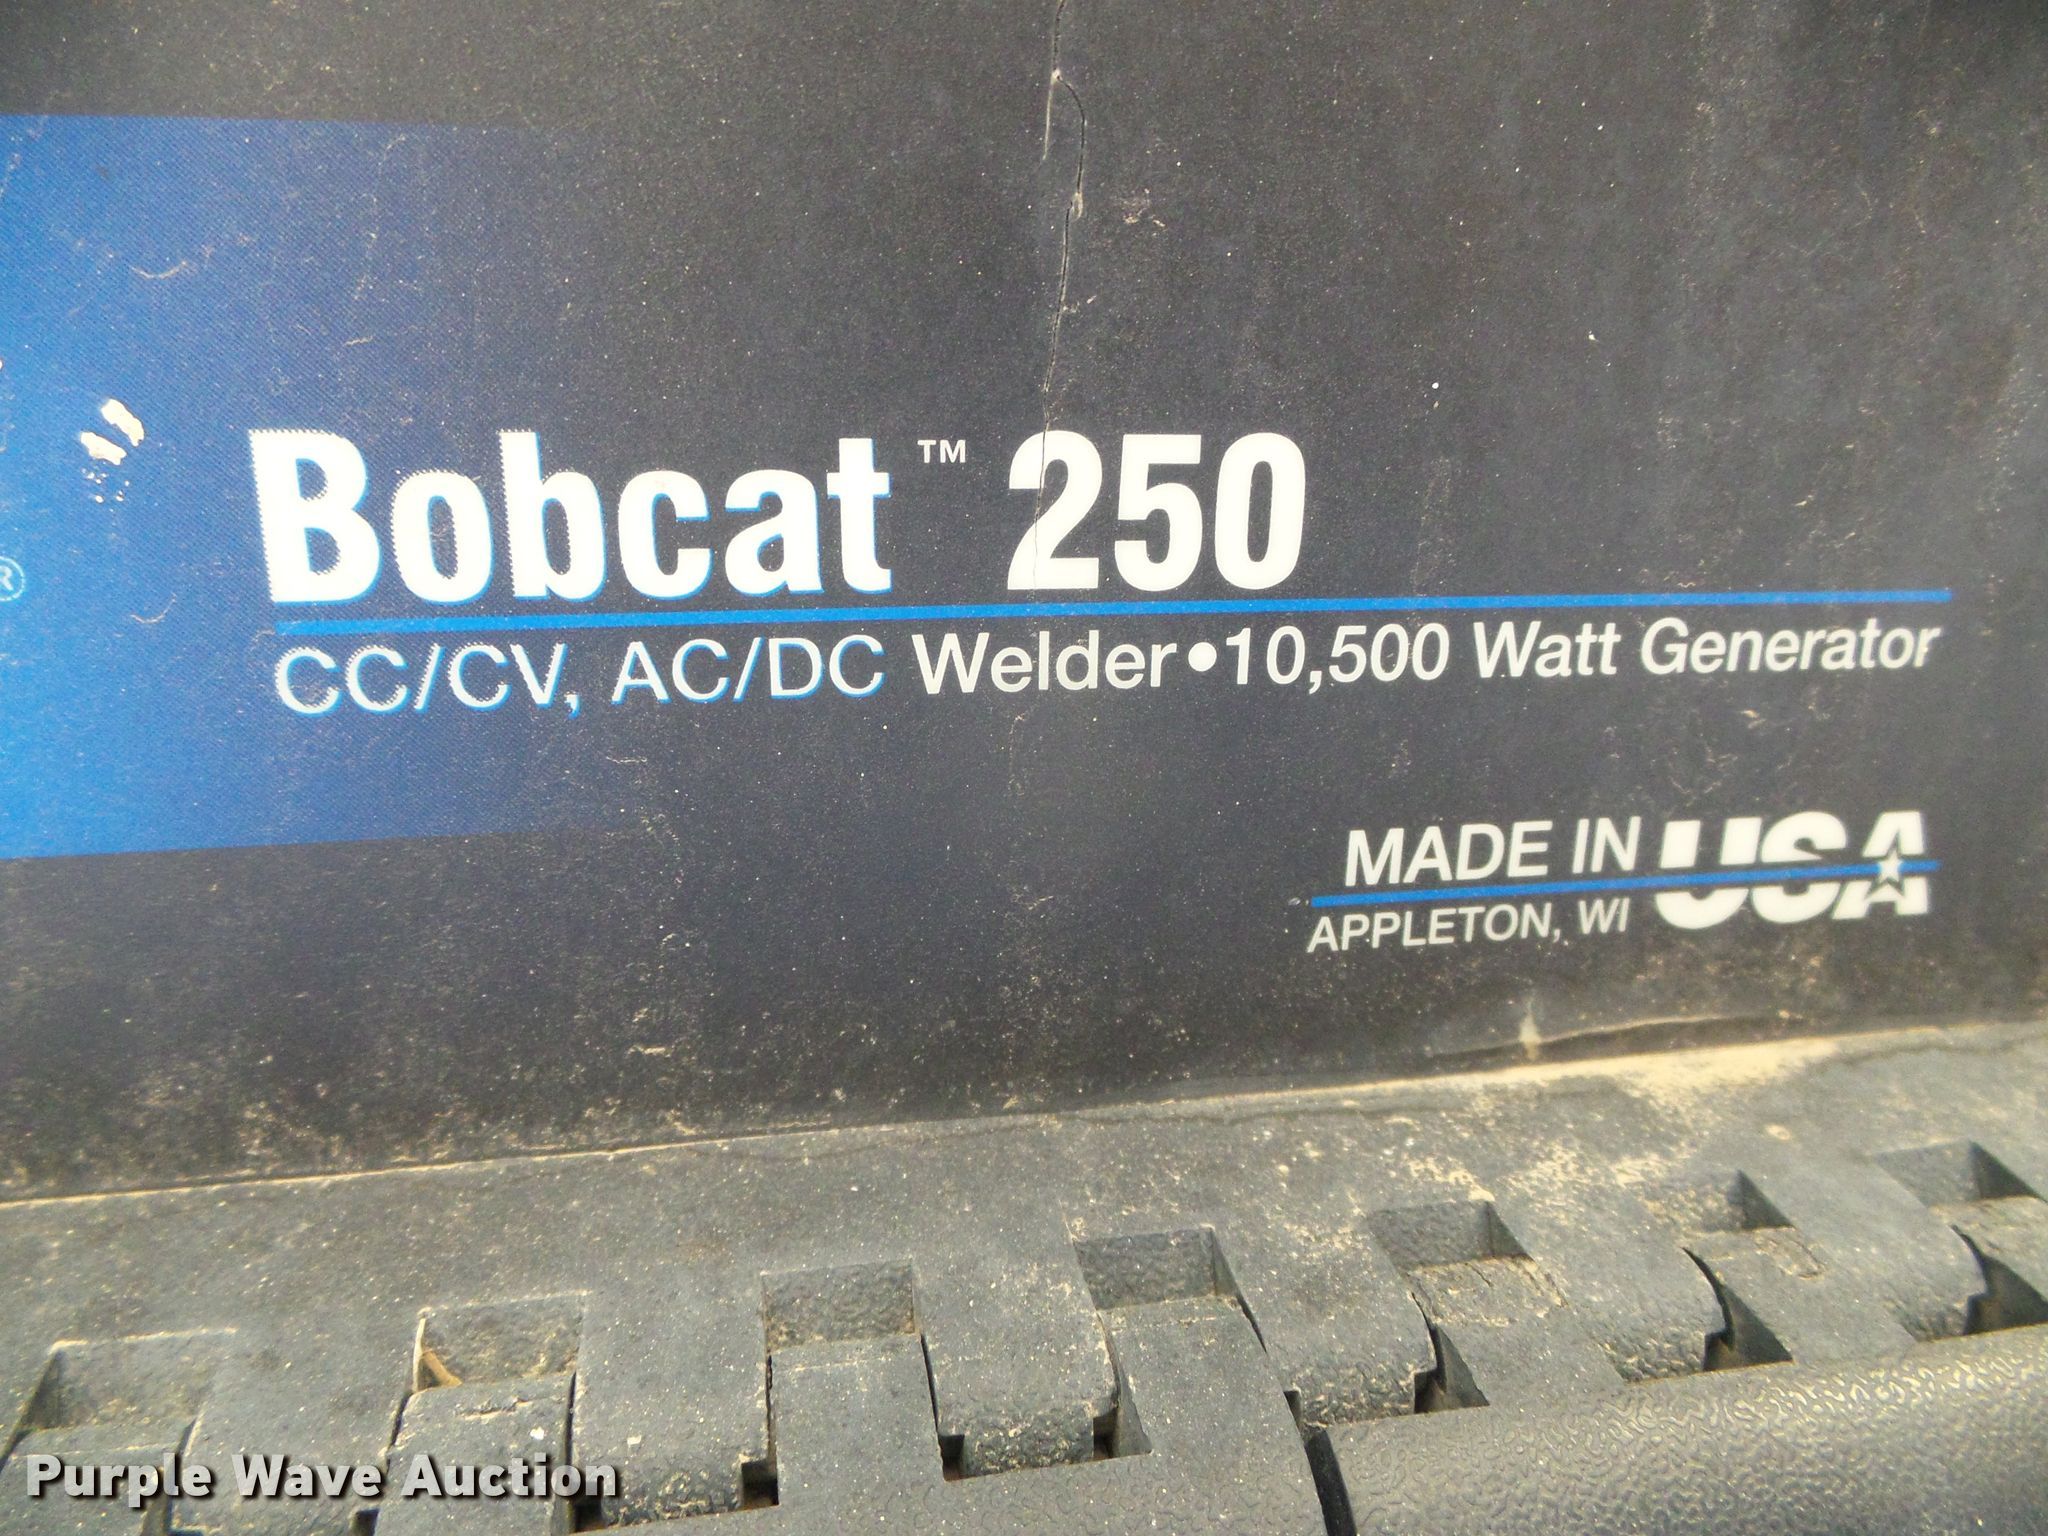 ®
Bobcat™ 250
CC/CV, AC/DC Welder•10,500 Watt Generator
MADE IN USA
APPLETON, WI
Purple Wave Auction